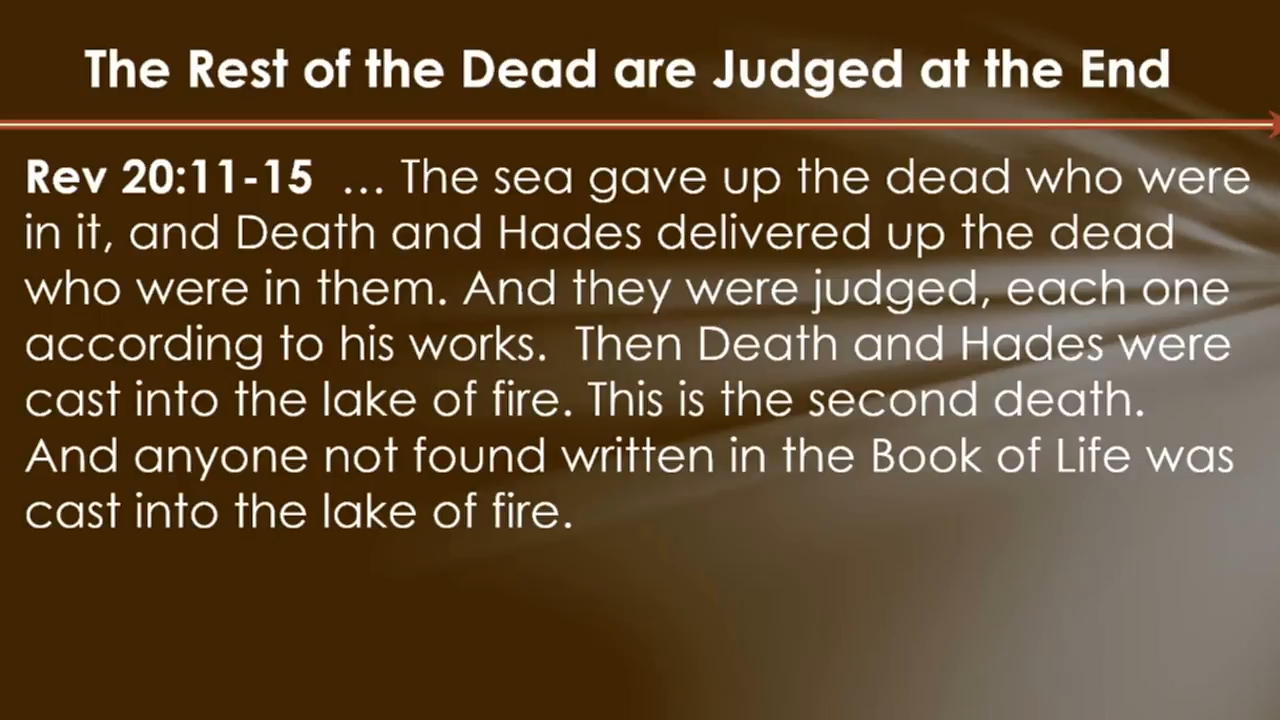 The Rest of the Dead are Judged at the End
Rev 20:11-15 … The sea gave up the dead who were
in it, and Death and Hades delivered up the dead
who were in them. And they were judged, each one
according to his works. Then Death and Hades were
cast into the lake of fire. This is the second death.
And anyone not found written in the Book of Life was
cast into the lake of fire.